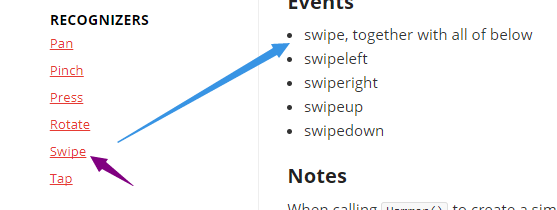 RECOGNIZERS
Pan
Pinch
Press
Rotate
Swipe
Tap
Events
swipe, together with all of below
swipeleft
swiperight
swipeup
swipedown
Notes
When calling Hammer() to create a sim